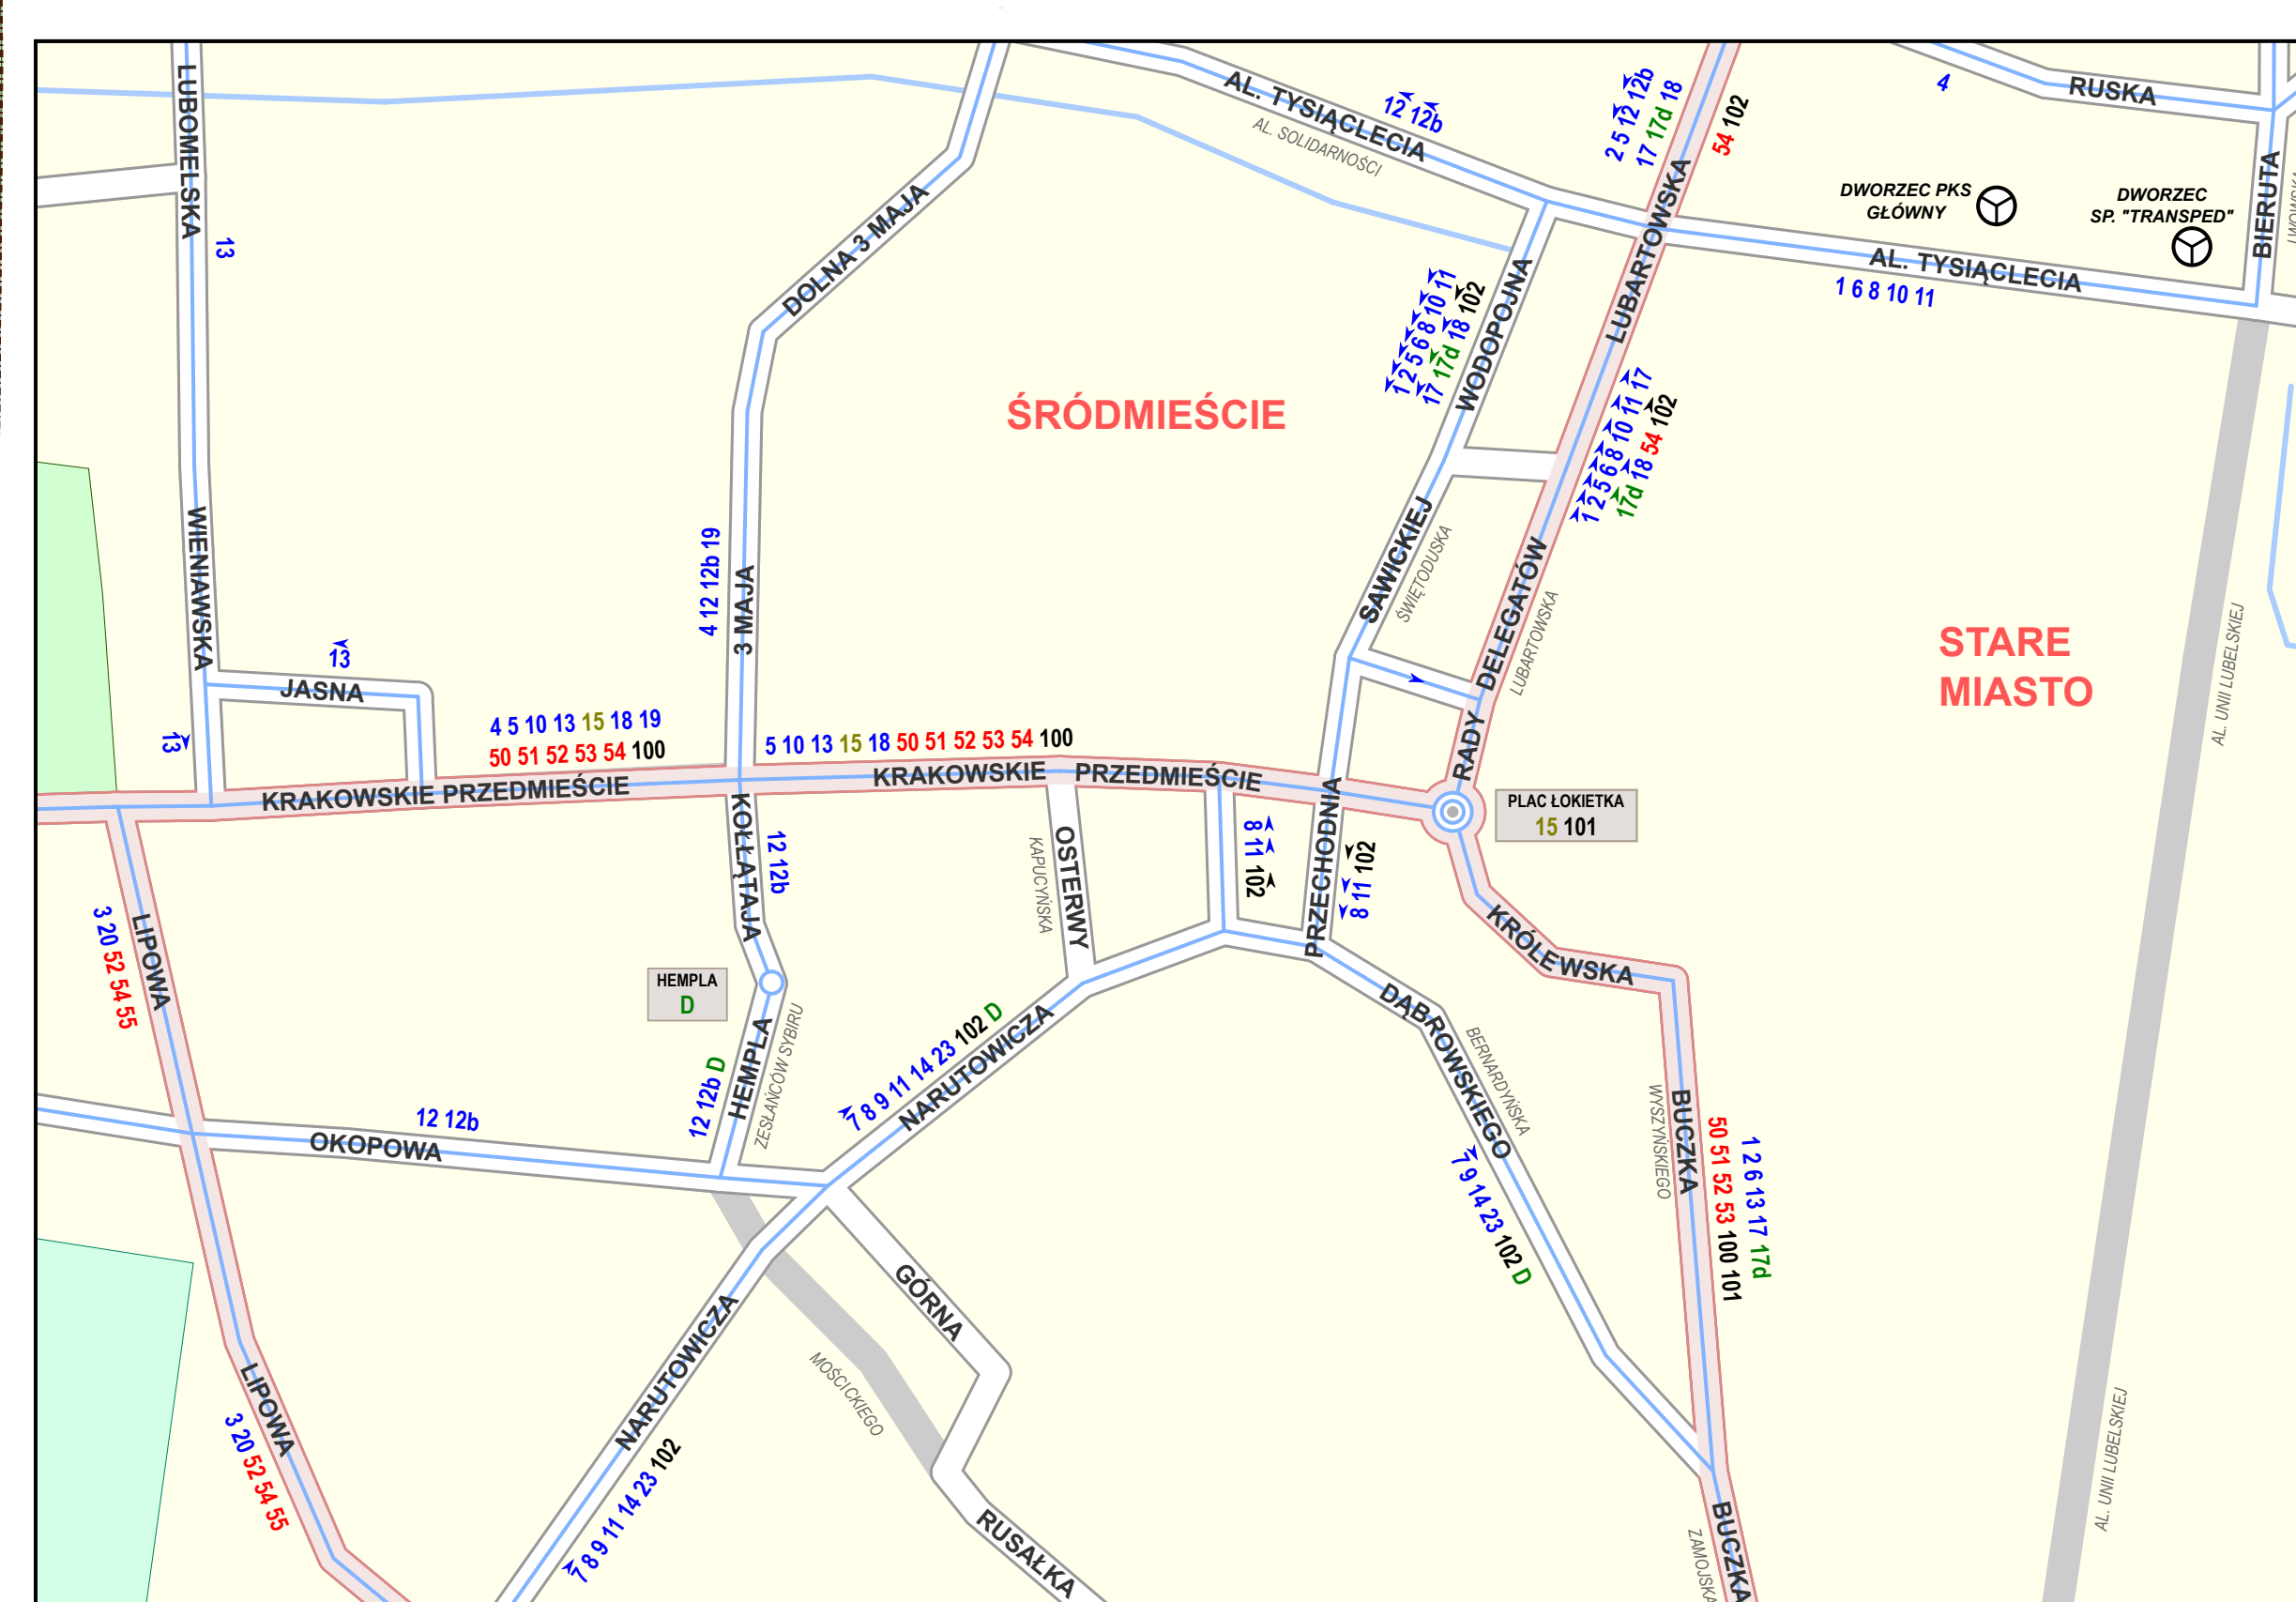 LUBOMELSKA
13
AL. TYSIĄCLECIA
AL. SOLIDARNOŚCI
12 12b
2 5 12 12b
17 17d 18
54 102
4
RUSKA
DWORZEC PKS
GŁÓWNY
DWORZEC
SP. "TRANSPED"
BIERUTA
LWOWSKA
DOLNA 3 MAJA
AL. TYSIĄCLECIA
1 6 8 10 11
LUBARTOWSKA
WODOPOJNA
1 2 5 6 8 10 11
17 17d 18 102
ŚRÓDMIEŚCIE
1 2 5 6 8 10 11 17
17d 18 54 102
WIENIAWSKA
4 12 12b 19
3 MAJA
SAWICKIEJ
ŚWIĘTODUSKA
RADY DELEGATÓW
LUBARTOWSKA
STARE
MIASTO
AL. UNII LUBELSKIEJ
13
JASNA
13
4 5 10 13 15 18 19
50 51 52 53 54 100
5 10 13 15 18 50 51 52 53 54 100
KRAKOWSKIE PRZEDMIEŚCIE
KRAKOWSKIE PRZEDMIEŚCIE
PLAC ŁOKIETKA
15 101
KOŁŁĄTAJA
12 12b
OSTERWY
KAPUCYŃSKA
8 11 102
PRZECHODNIA
8 11 102
KRÓLEWSKA
LIPOWA
3 20 52 54 55
HEMPLA
D
HEMPLA
12 12b D
ZESŁAŃCÓW SYBIRU
7 8 9 11 14 23 102 D
NARUTOWICZA
DĄBROWSKIEGO
BERNARDYŃSKA
7 9 14 23 102 D
BUCZKA
WYSZYŃSKIEGO
50 51 52 53 100 101
1 2 6 13 17 17d
12 12b
OKOPOWA
GÓRNA
MOŚCICKIEGO
NARUTOWICZA
7 8 9 11 14 23 102
LIPOWA
3 20 52 54 55
RUSAŁKA
BUCZKA
ZAMOJSKA
AL. UNII LUBELSKIEJ